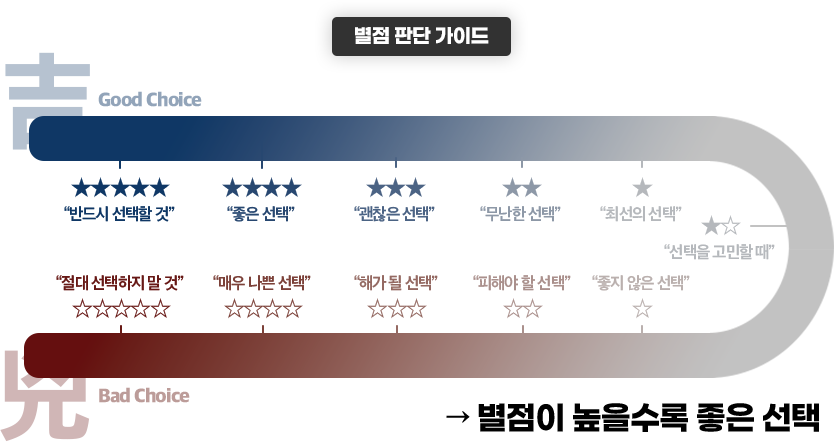 별점 판단 가이드
吉
Good Choice
★★★★★ ★★★★ ★★★ ★★ ★
“반드시 선택할 것” “좋은 선택” “괜찮은 선택” “무난한 선택” “최선의 선택”
★☆
“선택을 고민할 때”
“절대 선택하지 말 것” “매우 나쁜 선택” “해가 될 선택” “피해야 할 선택” “좋지 않은 선택”
☆☆☆☆☆ ☆☆☆☆ ☆☆☆ ☆☆ ☆
兇
Bad Choice
→ 별점이 높을수록 좋은 선택